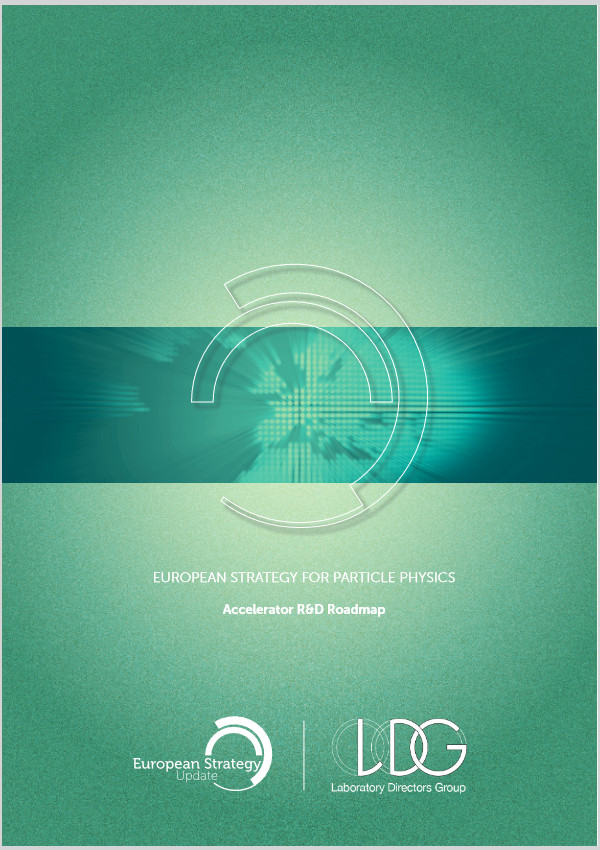 EUROPEAN STRATEGY FOR PARTICLE PHYSICS
Accelerator R&D Roadmap
European Strategy
Update
LDG
Laboratory Directors Group